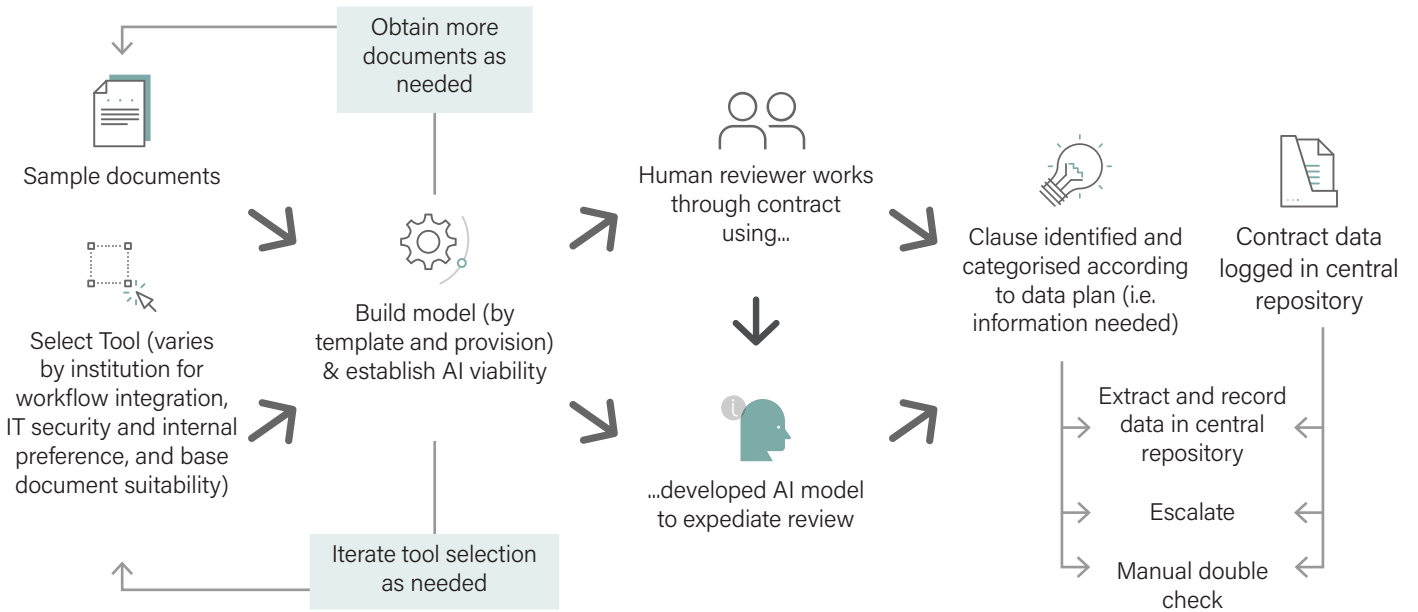 Obtain more
documents as
needed
Sample documents
Select Tool (varies
by institution for
workflow integration,
IT security and internal
preference, and base
document suitability)
Build model (by
template and provision)
& establish AI viability
Iterate tool selection
as needed
Human reviewer works
through contract
using...
i
...developed AI model
to expediate review
Clause identified and
categorised according
to data plan (i.e.
information needed)
Contract data
logged in central
repository
Extract and record
data in central
repository
Escalate
Manual double
check